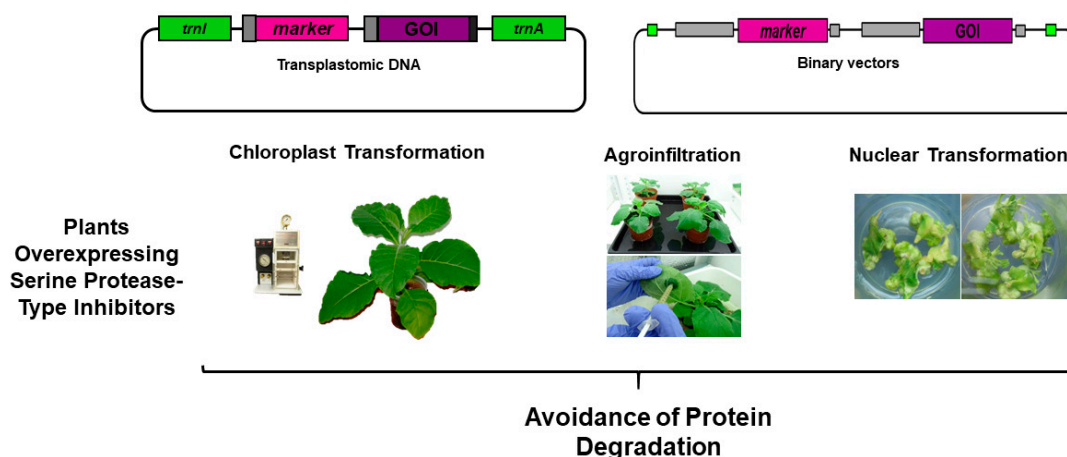 trnI marker GOI trnA
Transplastomic DNA
marker GOI
Binary vectors
Chloroplast Transformation
Agroinfiltration
Nuclear Transformation
Plants
Overexpressing
Serine Protease-
Type Inhibitors
Avoidance of Protein
Degradation